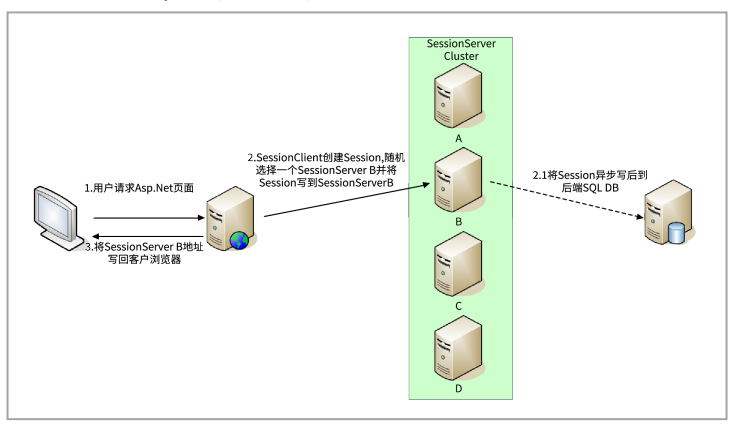 SessionServer
Cluster
A
2.SessionClient创建Session,随机
选择一个SessionServer B并将
Session写到SessionServerB
1.用户请求Asp.Net页面
2.1将Session异步写后到
后端SQL DB
B
3.将SessionServer B地址
写回客户浏览器
C
D